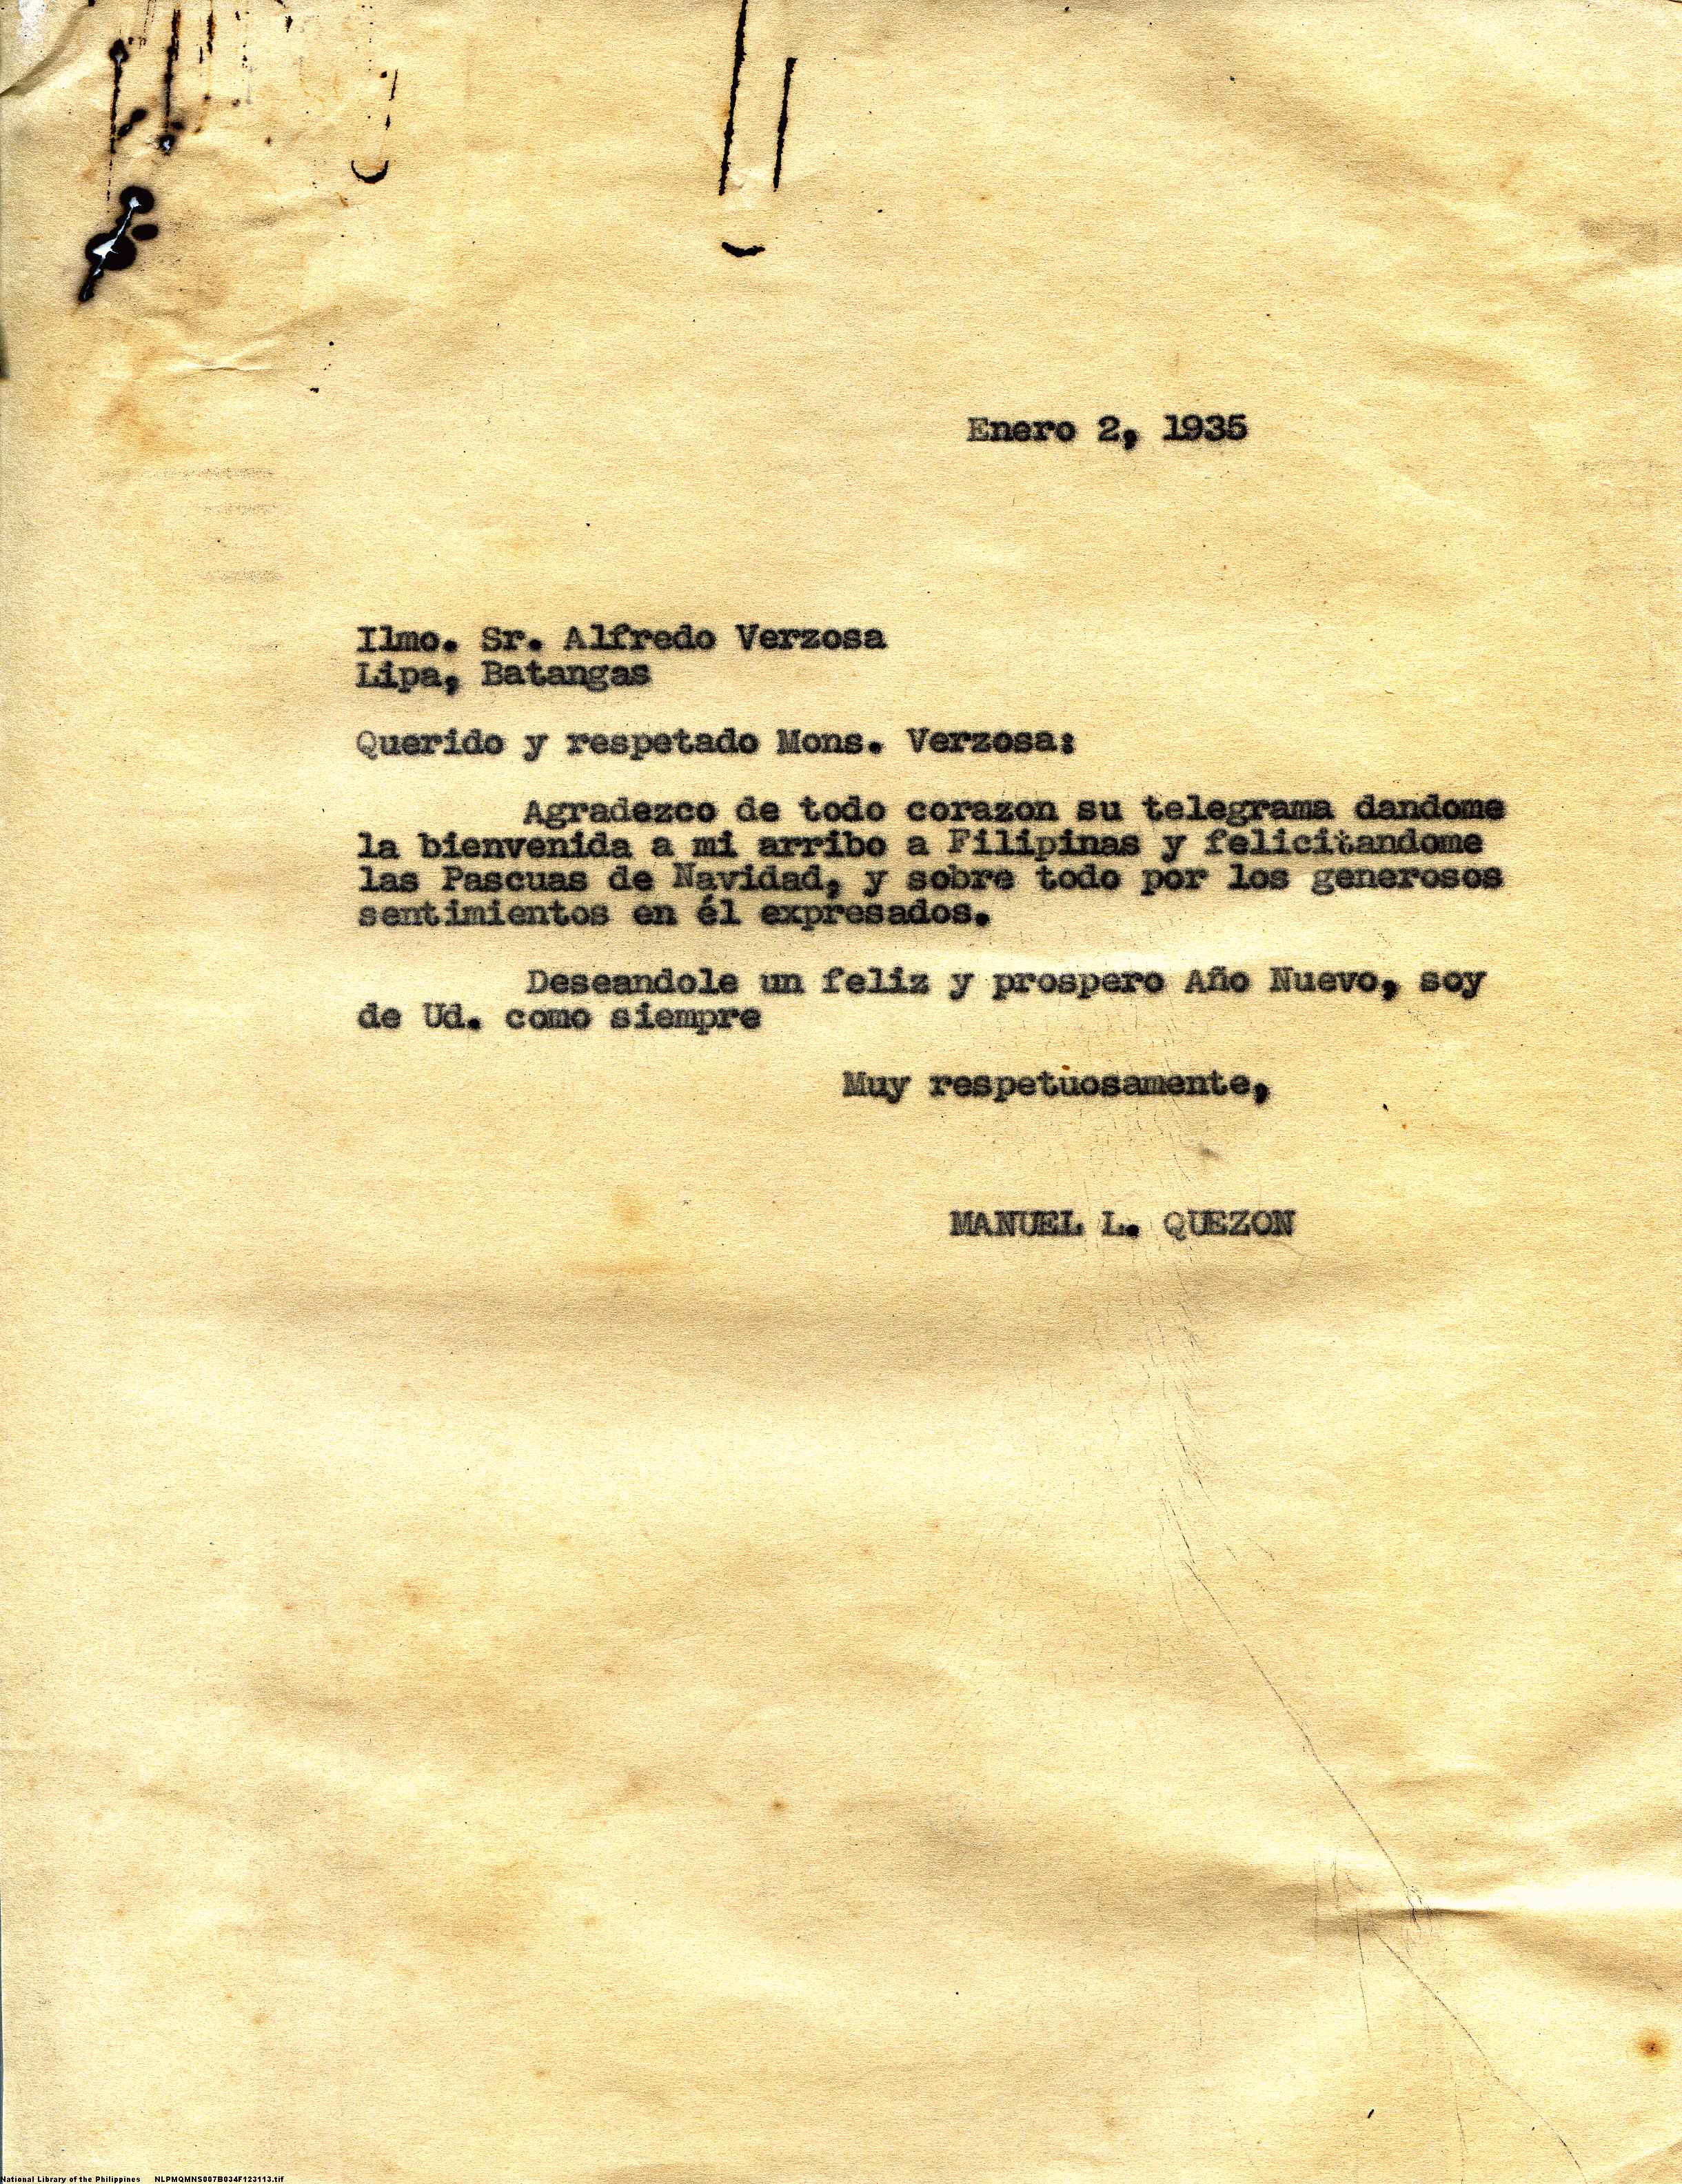 Enero 2, 1935
Ilmo. Sr. Alfredo Verzosa
Lipa, Batangas
Querido y respetado Mons. Verzosa:
Agradezco de todo corazon su telegrama dandome
la bienvenida a mi arribo a Filipinas y felicitandome
las Pascuas de Navidad, y sobre todo por los generosos
sentimientos en él expresados.
Deseandole un feliz y prospero Año Nuevo, soy
de Ud. como siempre
Muy respetuosamente,
MANUEL L. QUEZON
National Library of the Philippines NLPMQMNS007B034F123113.tif